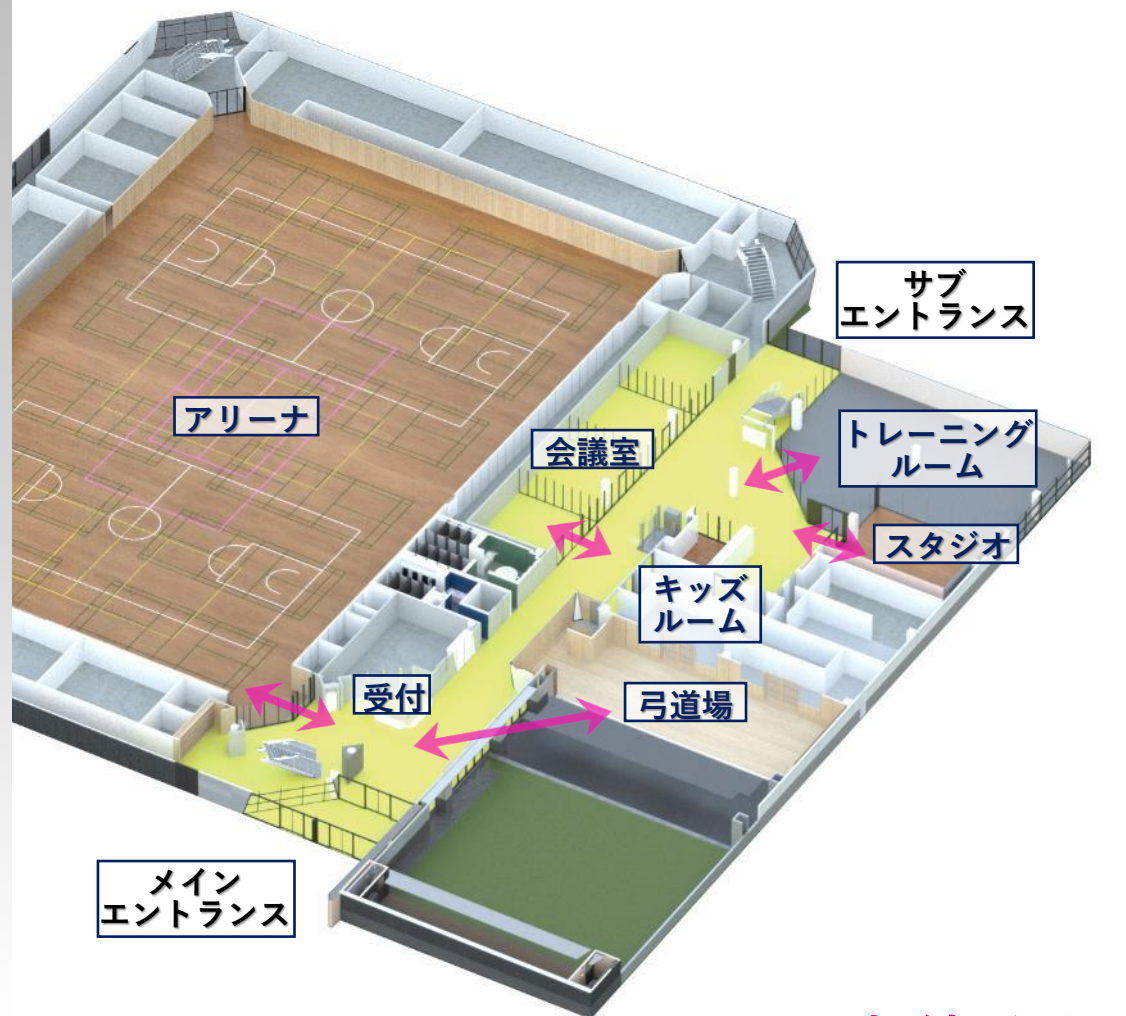 サブ
エントランス
アリーナ
会議室
トレーニング
ルーム
スタジオ
キッズ
ルーム
受付
弓道場
メイン
エントランス